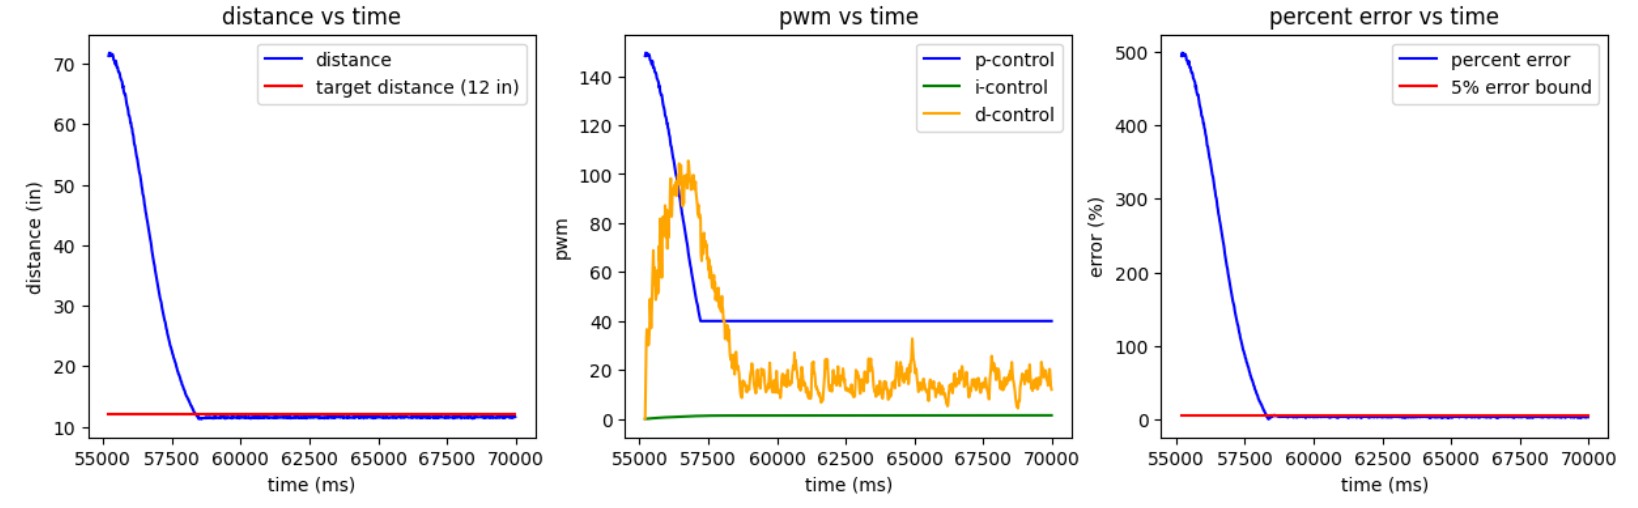 distance vs time
distance (in)
70
60
50
40
30
20
10
distance
target distance (12 in)
55000 57500 60000 62500 65000 67500 70000
time (ms)
pwm vs time
pwm
140
120
100
80
60
40
20
0
p-control
i-control
d-control
55000 57500 60000 62500 65000 67500 70000
time (ms)
percent error vs time
error (%)
500
400
300
200
100
0
percent error
5% error bound
55000 57500 60000 62500 65000 67500 70000
time (ms)